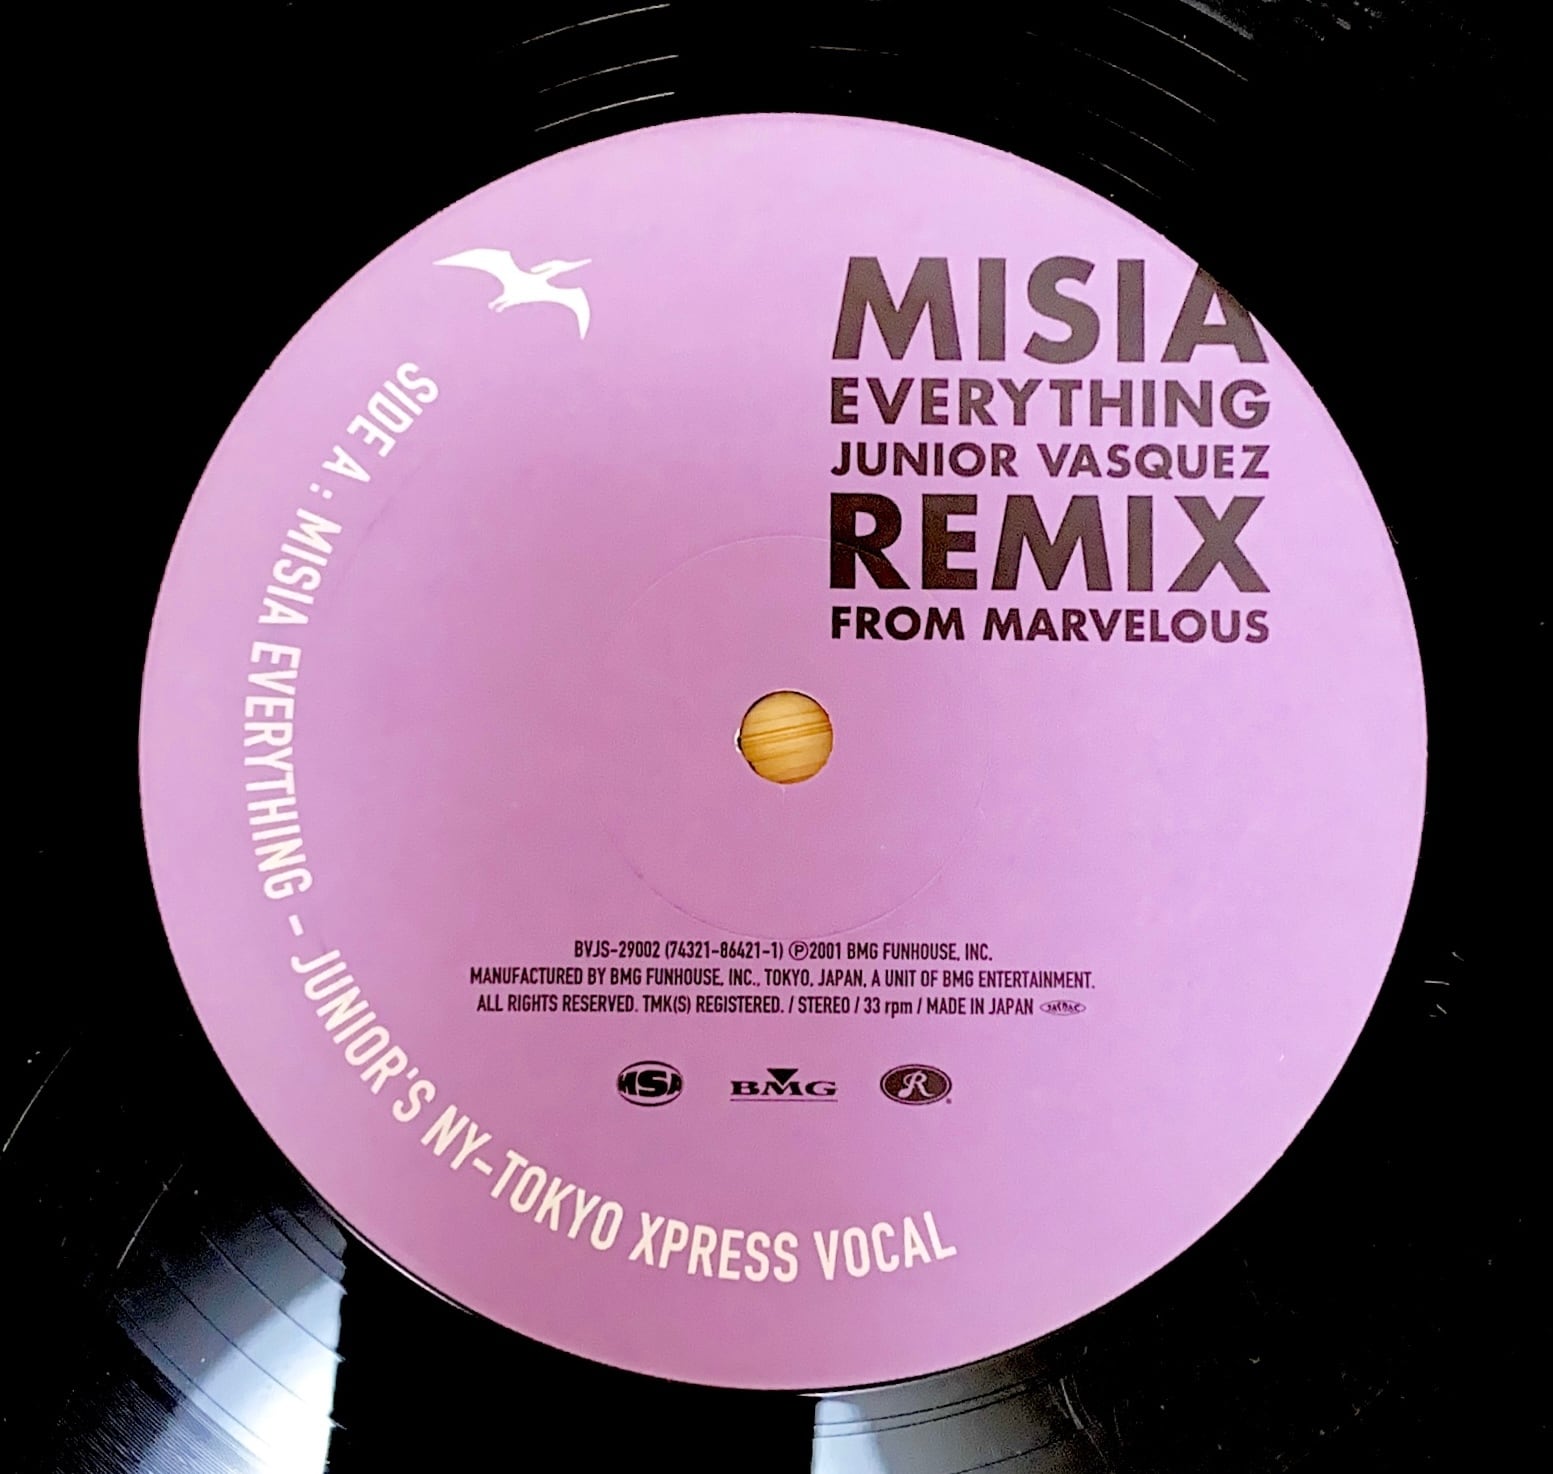 MISIA
EVERYTHING
JUNIOR VASQUEZ
REMIX
FROM MARVELOUS
SIDE A : MISIA EVERYTHING - JUNIOR'S NY-TOKYO XPRESS VOCAL
BVJS-29002 (74321-86421-1) ℗2001 BMG FUNHOUSE, INC.
MANUFACTURED BY BMG FUNHOUSE, INC., TOKYO, JAPAN, A UNIT OF BMG ENTERTAINMENT.
ALL RIGHTS RESERVED. TMK(S) REGISTERED. / STEREO / 33 rpm / MADE IN JAPAN JASRAC
BMG
R